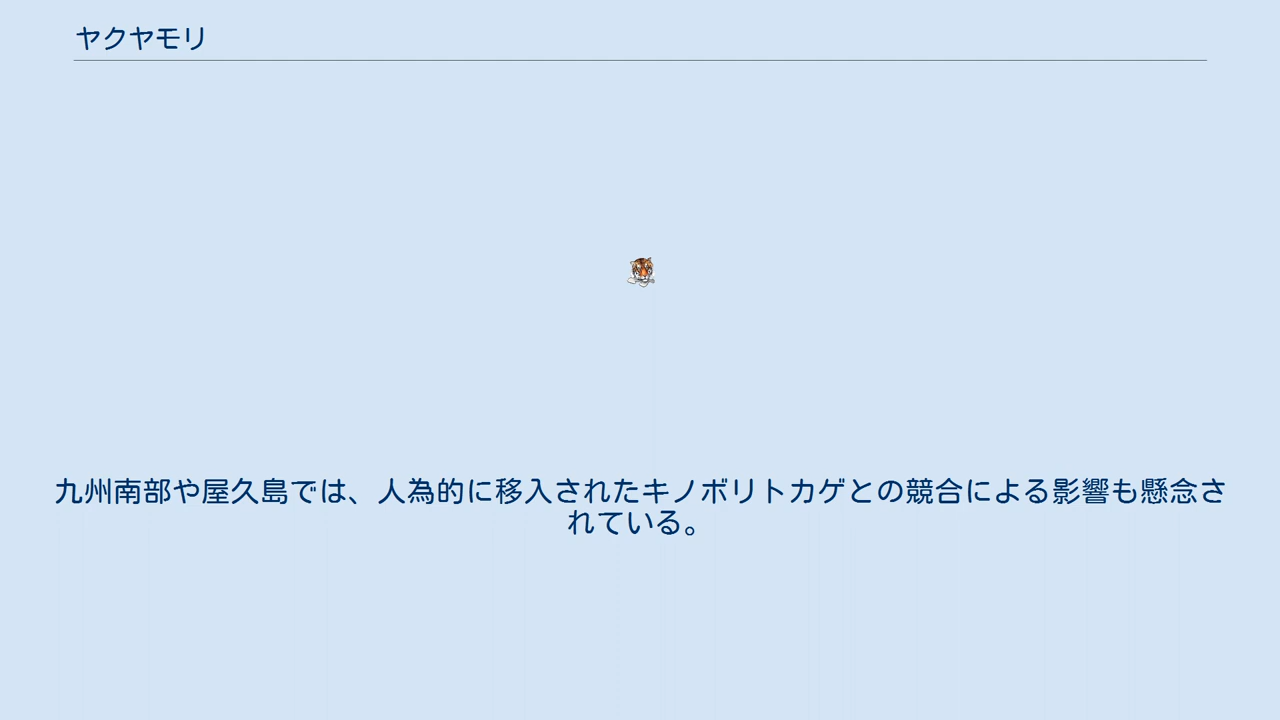 ヤクヤモリ
九州南部や屋久島では、人為的に移入されたキノボリトカゲとの競合による影響も懸念さ
れている。